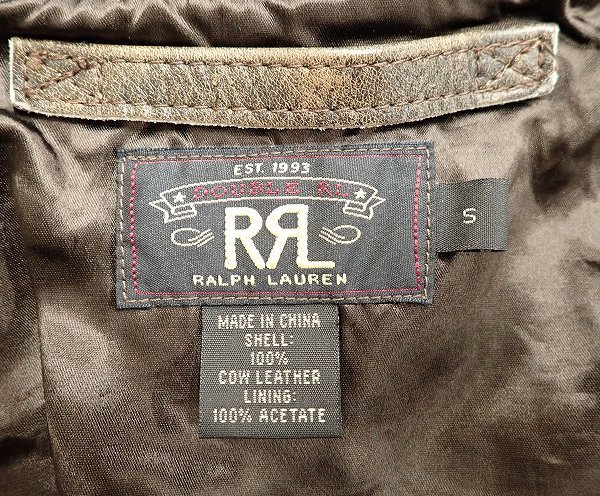 EST. 1993
DOUBLE RL
RRL
RALPH LAUREN
S
MADE IN CHINA
SHELL:
100%
COW LEATHER
LINING:
100% ACETATE